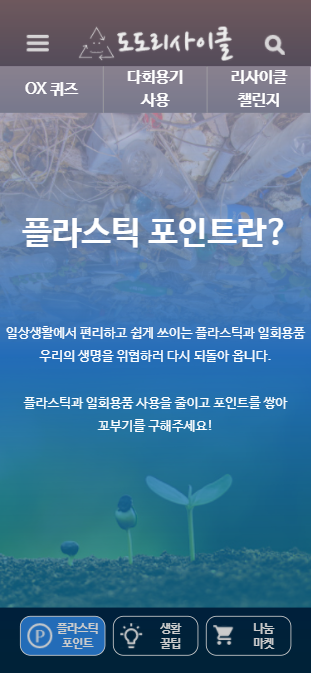 도도리사이클
OX 퀴즈
다회용기
사용
리사이클
챌린지
플라스틱 포인트란?
일상생활에서 편리하고 쉽게 쓰이는 플라스틱과 일회용품
우리의 생명을 위협하러 다시 되돌아 옵니다.
플라스틱과 일회용품 사용을 줄이고 포인트를 쌓아
꼬부기를 구해주세요!
P 플라스틱
포인트
생활
꿀팁
나눔
마켓